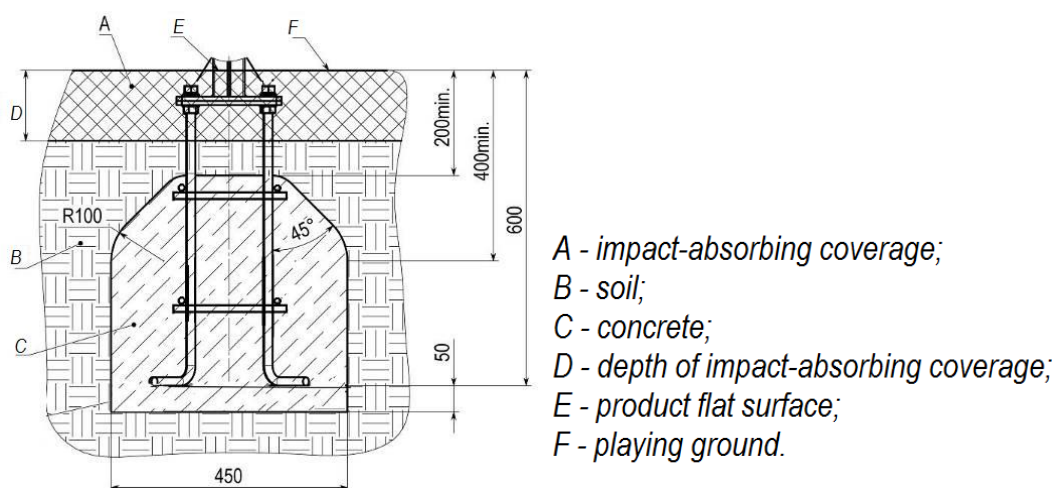 A
E
F
D
200min.
400min.
R100
45°
600
B
C
50
450
A - impact-absorbing coverage;
B - soil;
C - concrete;
D - depth of impact-absorbing coverage;
E - product flat surface;
F - playing ground.